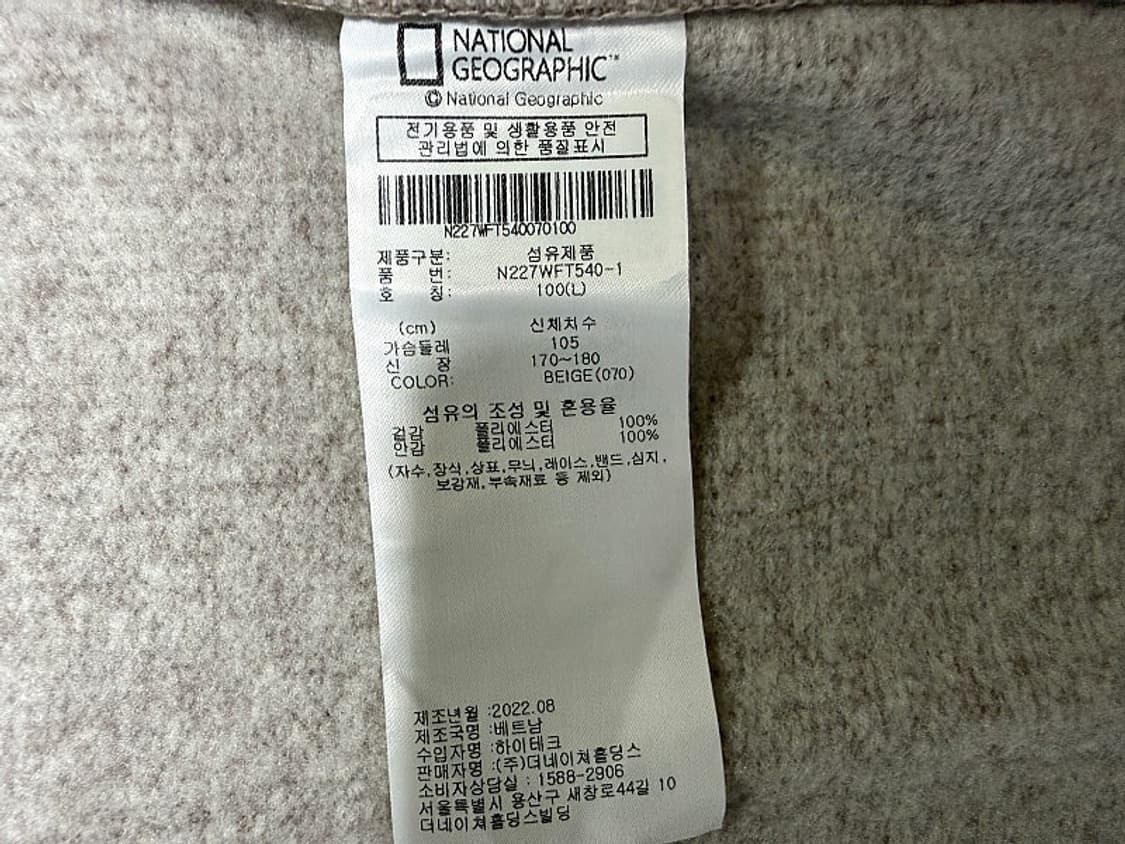 NATIONAL
GEOGRAPHIC™
© National Geographic
전기용품 및 생활용품 안전
관리법에 의한 품질표시
N227WFT540070100
제품구분: 섬유제품
품 번: N227WFT540-1
호 칭: 100(L)
(cm) 신체치수
가슴둘레 105
신 장 170~180
COLOR: BEIGE(070)
섬유의 조성 및 혼용율
겉감 폴리에스터 100%
안감 폴리에스터 100%
(자수,장식,상표,무늬,레이스,밴드,심지,
보강재,부속재료 등 제외)
제조년월 :2022.08
제조국명 :베트남
수입자명 :하이테크
판매자명 :(주)더네이쳐홀딩스
소비자상담실 : 1588-2906
서울특별시 용산구 새창로44길 10
더네이쳐홀딩스빌딩